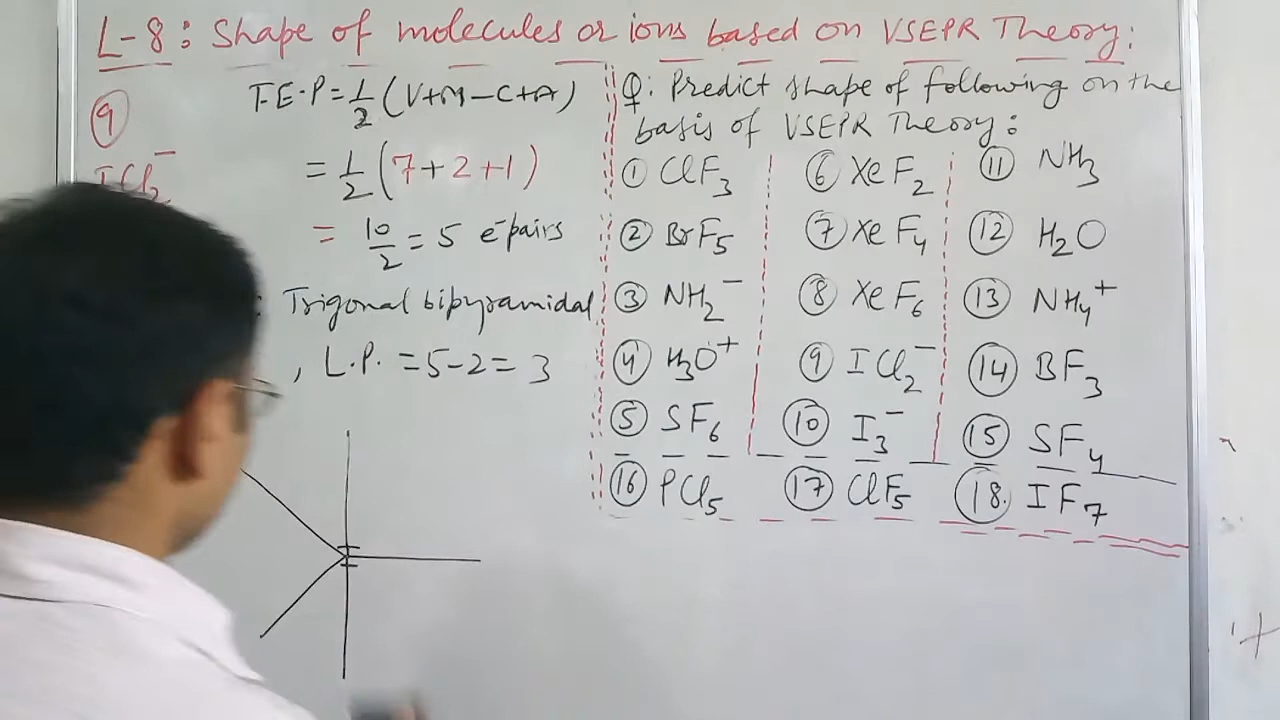 L-8: Shape of molecules or ions based on VSEPR Theory:
9
ICl₂⁻
T.E.P = 1/2 (V+M-C+A)
= 1/2 (7+2+1)
= 10/2 = 5 e⁻pairs
: Trigonal bipyramidal
, L.P. = 5-2 = 3
Q: Predict shape of following on the
basis of VSEPR Theory:
① ClF₃ ⑥ XeF₂ ⑪ NH₃
② BrF₅ ⑦ XeF₄ ⑫ H₂O
③ NH₂⁻ ⑧ XeF₆ ⑬ NH₄⁺
④ H₃O⁺ ⑨ ICl₂⁻ ⑭ BF₃
⑤ SF₆ ⑩ I₃⁻ ⑮ SF₄
⑯ PCl₅ ⑰ ClF₅ ⑱. IF₇